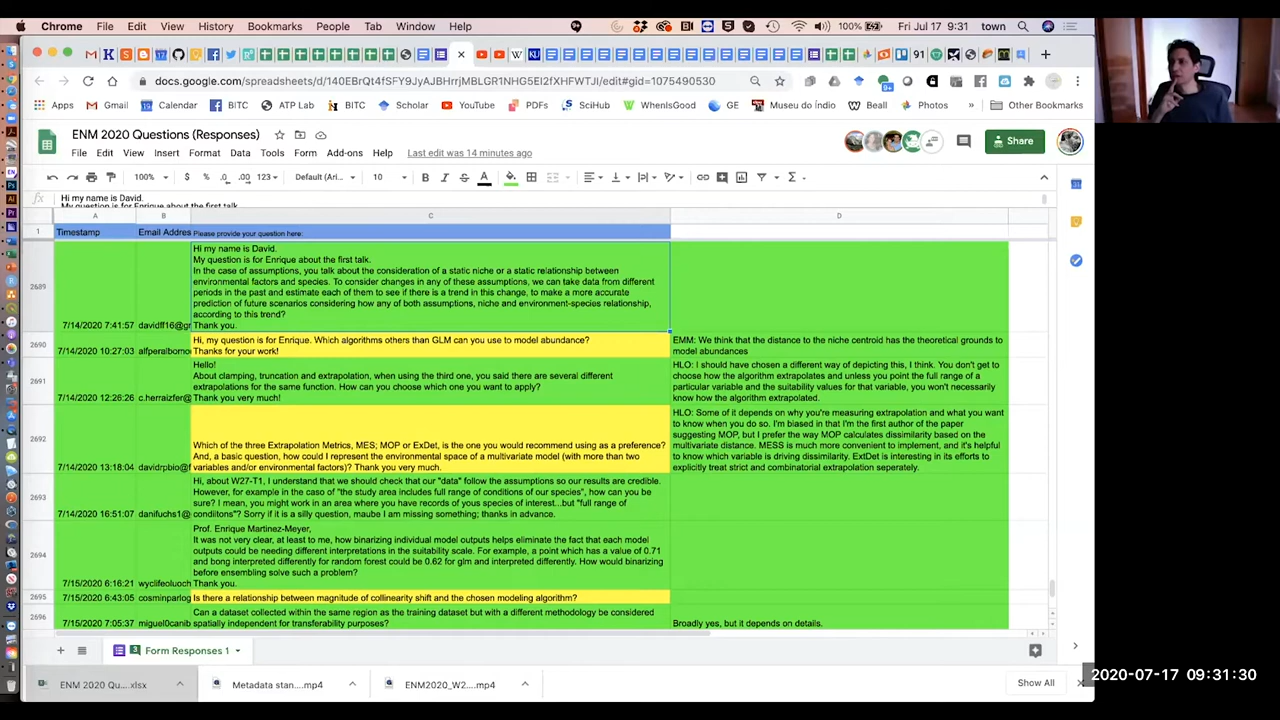 Chrome File Edit View History Bookmarks People Tab Window Help 100% Fri Jul 17 9:31 town
docs.google.com/spreadsheets/d/140EBrQt4fSFY9JyAJBHrrjMBLGR1NHG5EI2fXHFWTJI/edit#gid=1075490530
Apps Gmail Calendar BITC ATP Lab BITC Scholar YouTube PDFs SciHub WhenIsGood GE Museu do índio Beall Photos » Other Bookmarks
ENM 2020 Questions (Responses)
File Edit View Insert Format Data Tools Form Add-ons Help Last edit was 14 minutes ago
Share
100% $ % .0 .00 123 Default (Ari... 10 B I S A
Hi my name is David.
My question is for Enrique about the first talk.
A B C D
1 Timestamp Email Addres Please provide your question here:
Hi my name is David.
My question is for Enrique about the first talk.
In the case of assumptions, you talk about the consideration of a static niche or a static relationship between
environmental factors and species. To consider changes in any of these assumptions, we can take data from different
periods in the past and estimate each of them to see if there is a trend in this change, to make a more accurate
prediction of future scenarios considering how any of both assumptions, niche and environment-species relationship,
according to this trend?
Thank you.
2689 7/14/2020 7:41:57 davidff16@gr
Hi, my question is for Enrique. Which algorithms others than GLM can you use to model abundance?
Thanks for your work!
2690 7/14/2020 10:27:03 alfperalbomo
EMM: We think that the distance to the niche centroid has the theoretical grounds to
model abundances
Hello!
About clamping, truncation and extrapolation, when using the third one, you said there are several different
extrapolations for the same function. How can you choose which one you want to apply?
Thank you very much!
2691 7/14/2020 12:26:26 c.herraizfer@
HLO: I should have chosen a different way of depicting this, I think. You don't get to
choose how the algorithm extrapolates and unless you point the full range of a
particular variable and the suitability values for that variable, you won't necessarily
know how the algorithm extrapolated.
Which of the three Extrapolation Metrics, MES; MOP or ExDet, is the one you would recommend using as a preference?
And, a basic question, how could I represent the environmental space of a multivariate model (with more than two
variables and/or environmental factors)? Thank you very much.
2692 7/14/2020 13:18:04 davidrpbio@f
HLO: Some of it depends on why you're measuring extrapolation and what you want
to know when you do so. I'm biased in that I'm the first author of the paper
suggesting MOP, but I prefer the way MOP calculates dissimilarity based on the
multivariate distance. MESS is much more convenient to implement, and it's helpful
to know which variable is driving dissimilarity. ExtDet is interesting in its efforts to
explicitly treat strict and combinatorial extrapolation seperately.
Hi, about W27-T1, I understand that we should check that our "data" follow the assumptions so our results are credible.
However, for example in the case of "the study area includes full range of conditions of our species", how can you be
sure? I mean, you might work in an area where you have records of yous species of interest...but "full range of
condiitons"? Sorry if it is a silly question, maube I am missing something; thanks in advance.
2693 7/14/2020 16:51:07 danifuchs1@
Prof. Enrique Martinez-Meyer,
It was not very clear, at least to me, how binarizing individual model outputs helps eliminate the fact that each model
outputs could be needing different interpretations in the suitability scale. For example, a point which has a value of 0.71
and bong interpreted differently for random forest could be 0.62 for glm and interpreted differently. How would binarizing
before ensembling solve such a problem?
Thank you.
2694 7/15/2020 6:16:21 wyclifeoluoch
2695 7/15/2020 6:43:05 cosminparlog Is there a relationship between magnitude of collinearity shift and the chosen modeling algorithm?
Can a dataset collected within the same region as the training dataset but with a different methodology be considered
spatially independent for transferability purposes?
2696 7/15/2020 7:05:37 miguel0canib Broadly yes, but it depends on details.
Form Responses 1
ENM 2020 Qu....xlsx Metadata stan....mp4 ENM2020_W2....mp4 Show All
2020-07-17 09:31:30